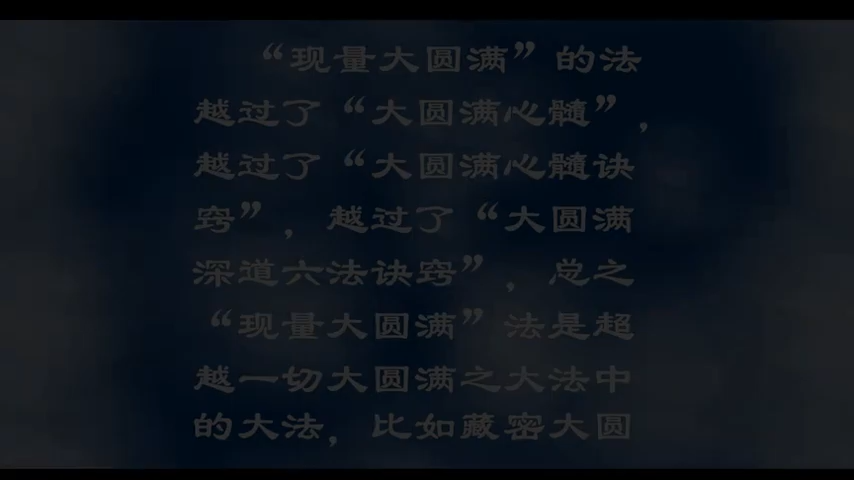 “现量大圆满”的法
越过了“大圆满心髓”，
越过了“大圆满心髓诀
窍”，越过了“大圆满
深道六法诀窍”，总之
“现量大圆满”法是超
越一切大圆满之大法中
的大法，比如藏密大圆